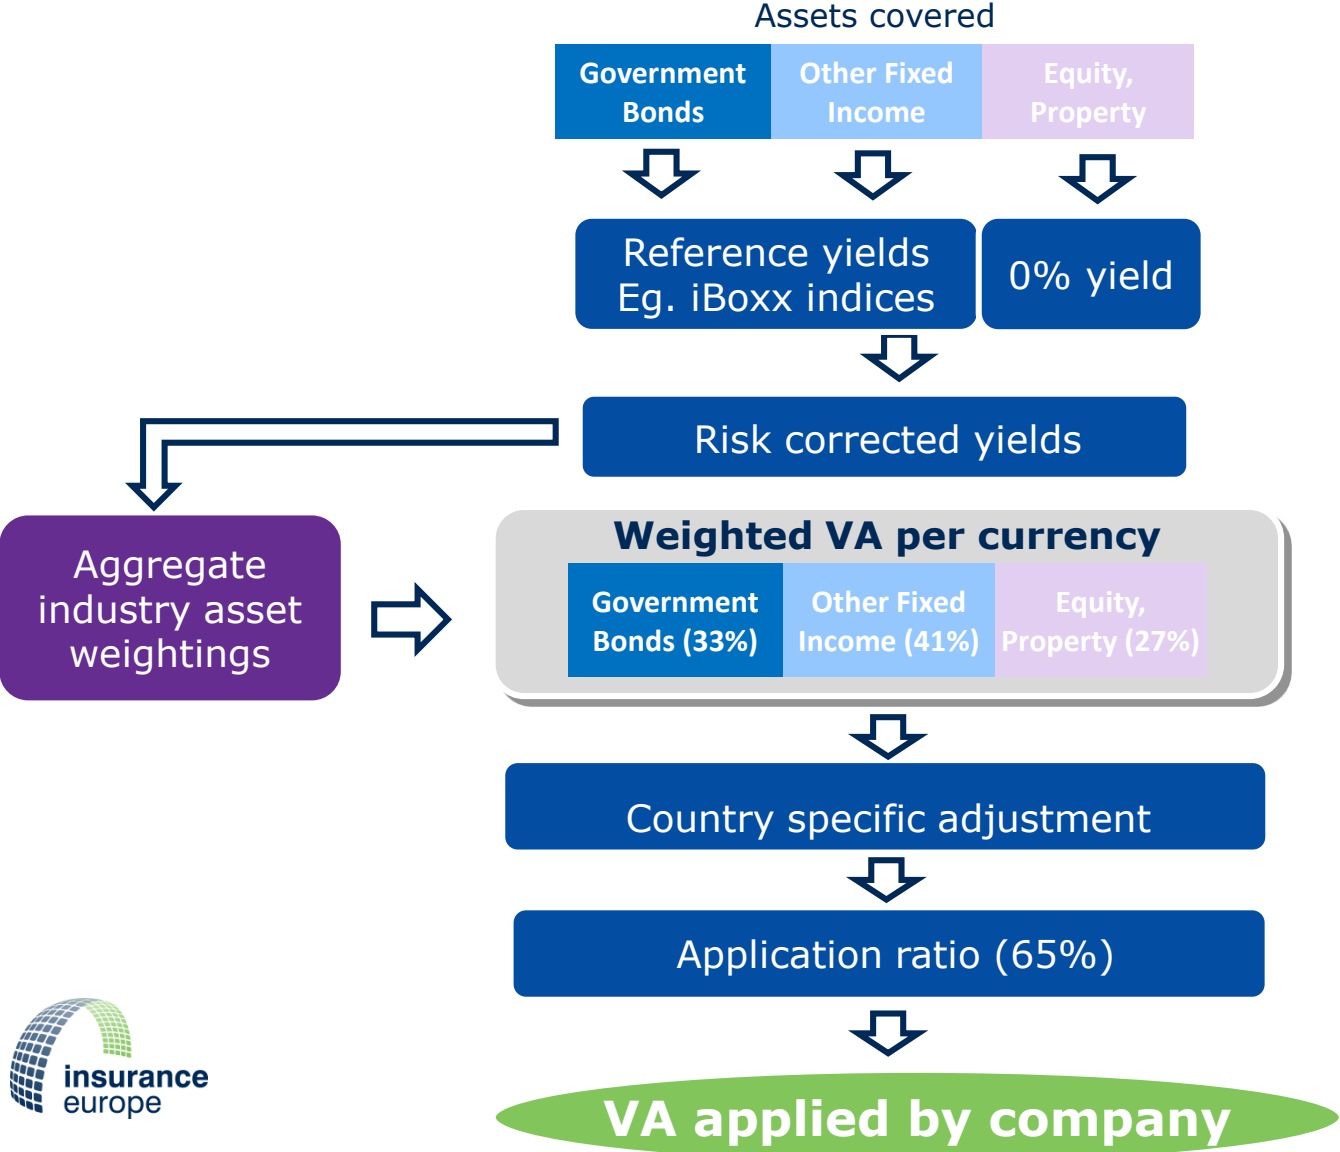 Assets covered
Government
Bonds
Other Fixed
Income
Equity,
Property
Reference yields
Eg. iBoxx indices
0% yield
Risk corrected yields
Aggregate
industry asset
weightings
Weighted VA per currency
Government
Bonds (33%)
Other Fixed
Income (41%)
Equity,
Property (27%)
Country specific adjustment
Application ratio (65%)
insurance
europe
VA applied by company